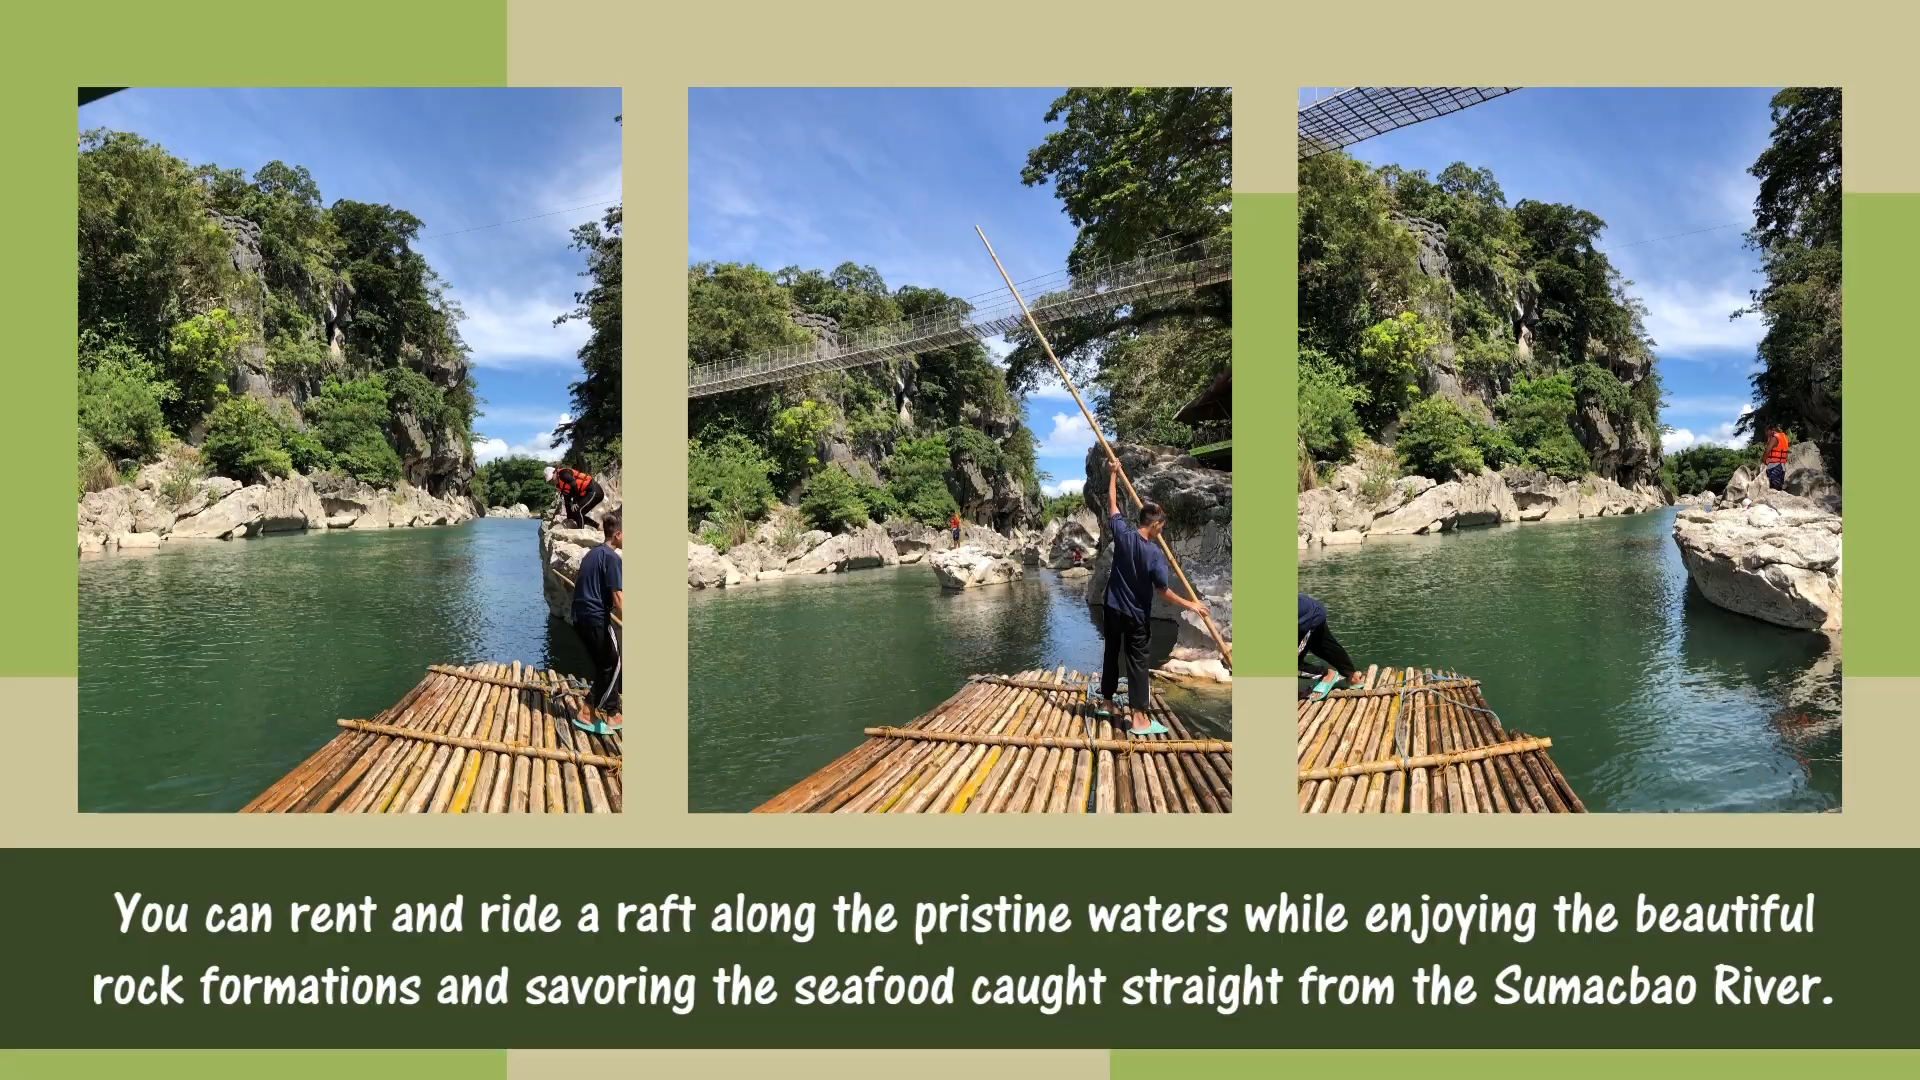 You can rent and ride a raft along the pristine waters while enjoying the beautiful
rock formations and savoring the seafood caught straight from the Sumacbao River.